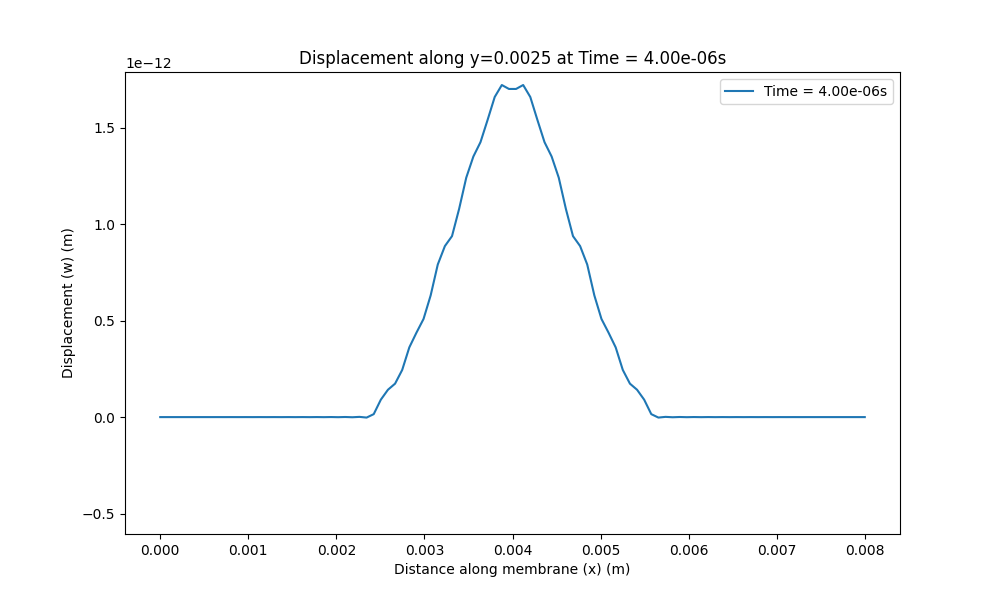 Displacement along y=0.0025 at Time = 4.00e-06s
1e−12
Time = 4.00e-06s
1.5
1.0
0.5
0.0
−0.5
Displacement (w) (m)
0.000 0.001 0.002 0.003 0.004 0.005 0.006 0.007 0.008
Distance along membrane (x) (m)